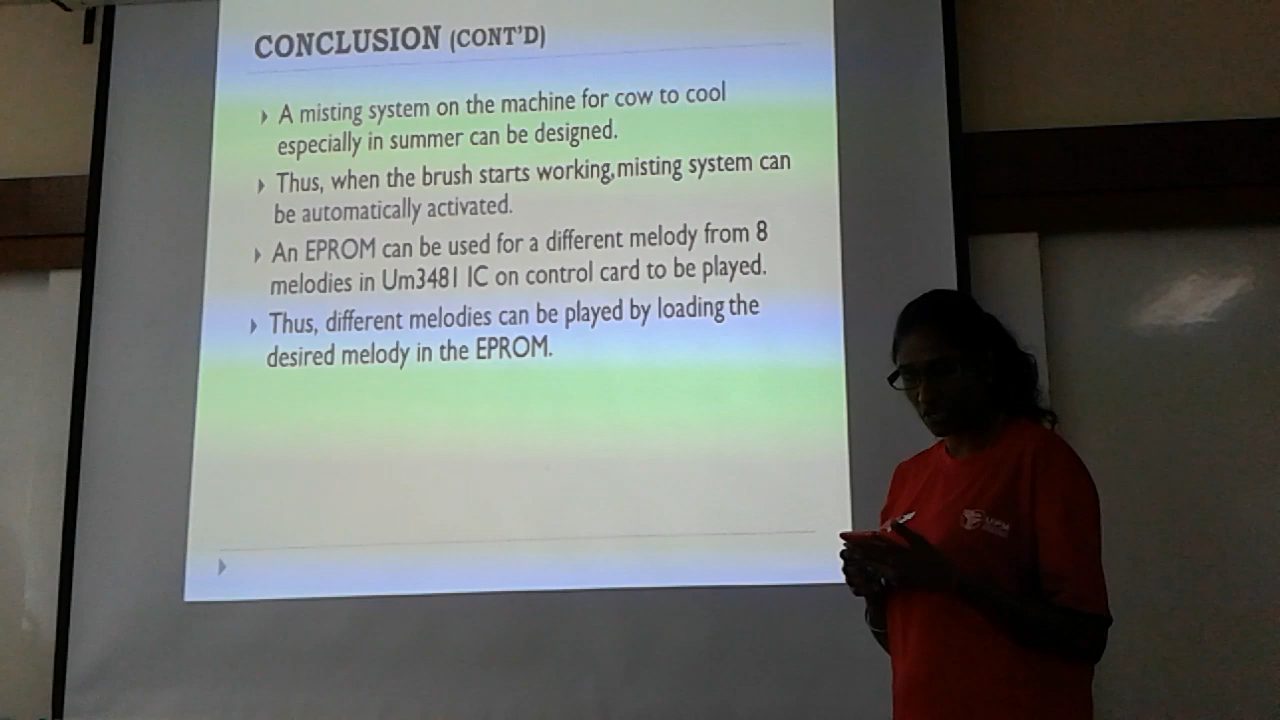 CONCLUSION (CONT'D)
A misting system on the machine for cow to cool
especially in summer can be designed.
Thus, when the brush starts working,misting system can
be automatically activated.
An EPROM can be used for a different melody from 8
melodies in Um3481 IC on control card to be played.
Thus, different melodies can be played by loading the
desired melody in the EPROM.
UPM